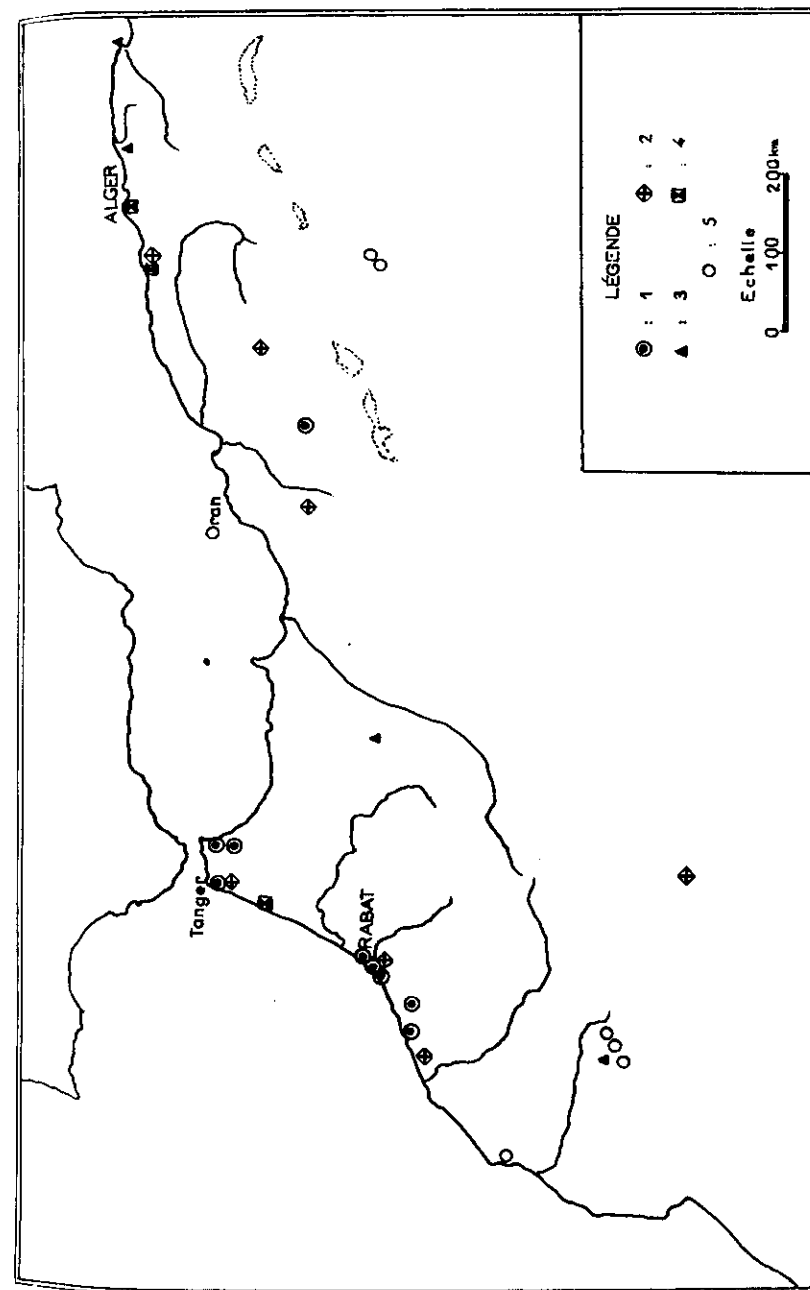 ALGER
Oran
Tanger
RABAT
LÉGENDE
: 1 : 2
: 3 : 4
: 5
Echelle
0 100 200km